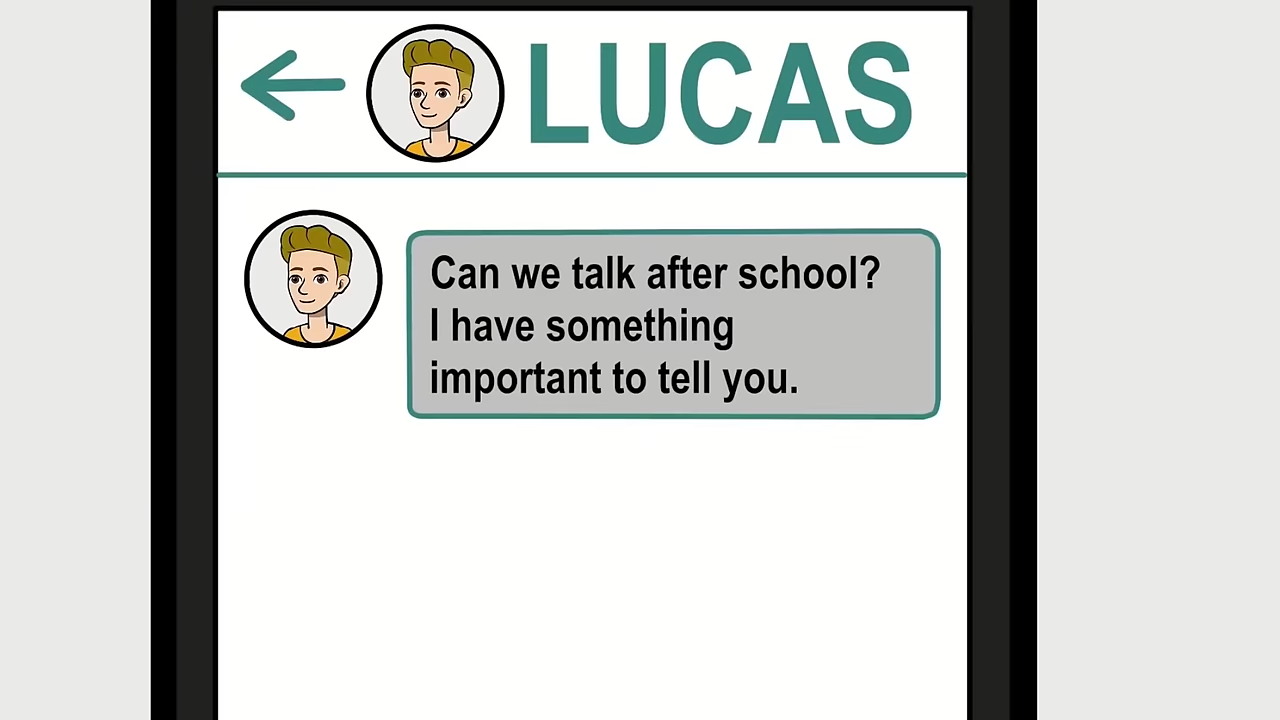 LUCAS
Can we talk after school?
I have something
important to tell you.